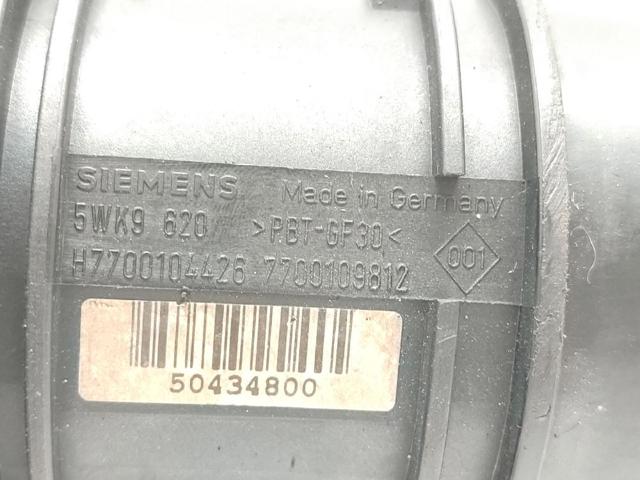 SIEMENS Made in Germany
5WK9 620 >PBT-GF30<
001
H7700104426 7700109812
50434800